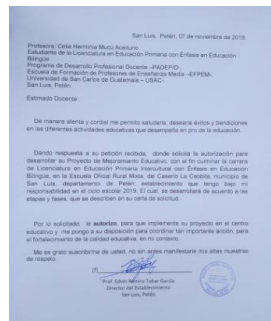 San Luis, Petén, 07 de noviembre de 2019
Profesora: Celia Herminia Mucú Aceituno
Estudiante de la Licenciatura en Educación Primaria con Énfasis en Educación
Bilingüe
Programa de Desarrollo Profesional Docente –PADEP/D-
Escuela de Formación de Profesores de Enseñanza Media –EFPEM-
Universidad de San Carlos de Guatemala – USAC-
San Luis, Petén.
Estimado Docente:
De manera atenta y cordial me permito saludarle, desearle éxitos y bendiciones
en las diferentes actividades educativas que desempeña en pro de la educación
Dando respuesta a su petición recibida, donde solicita la autorización para
desarrollar su Proyecto de Mejoramiento Educativo, con el fin culminar la carrera
de Licenciatura en Educación Primaria Intercultural con Énfasis en Educación
Bilingüe, en la Escuela Oficial Rural Mixta, del Caserío La Caoba, municipio de
San Luis, departamento de Petén; establecimiento que tengo bajo mi
responsabilidad en el ciclo escolar 2019. El cual, se desarrollará de acuerdo a las
etapas y fases, que se describen en su carta de solicitud.
Por lo solicitado, le autorizo, para que implemente su proyecto en el centro
educativo y me pongo a su disposición para coordinar tan importante acción, para
el fortalecimiento de la calidad educativa, en mi contexto.
Me es grato suscribirme de usted, no sin antes manifestarle mis altas muestras
de respeto.
(f)
Prof. Edvin
Director del Establecimiento
San Luis, Petén